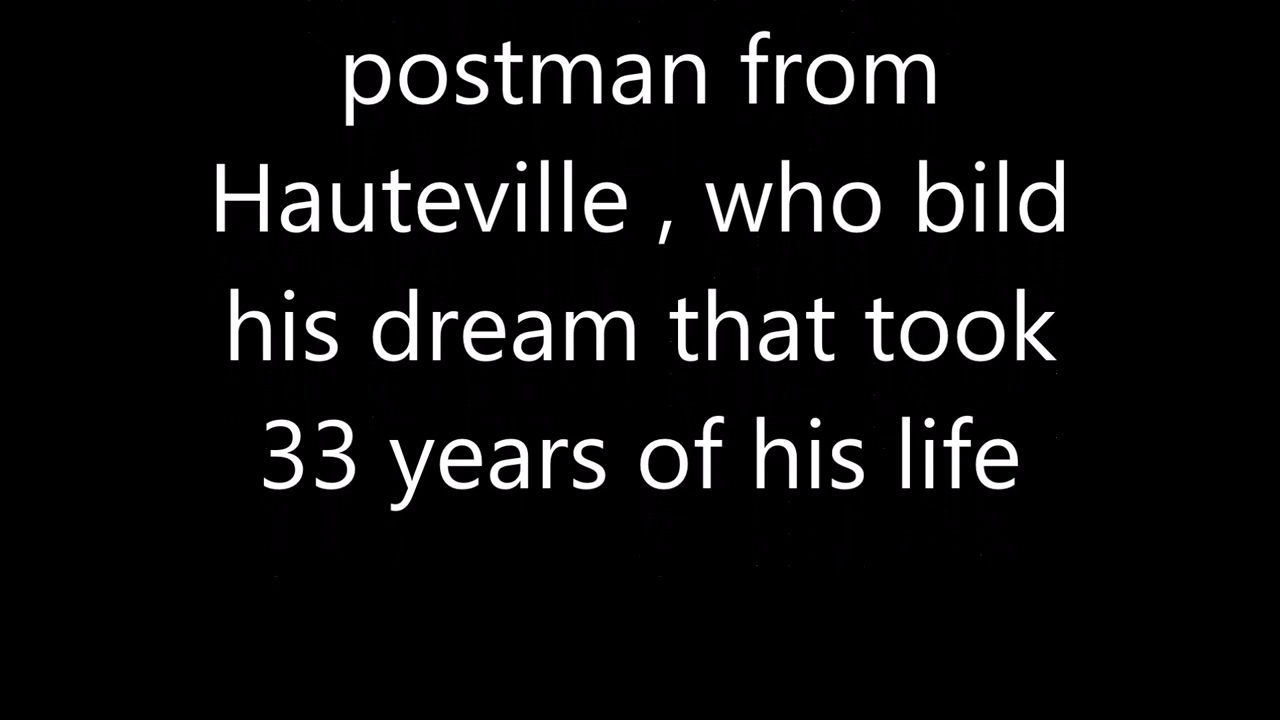 postman from
Hauteville , who bild
his dream that took
33 years of his life